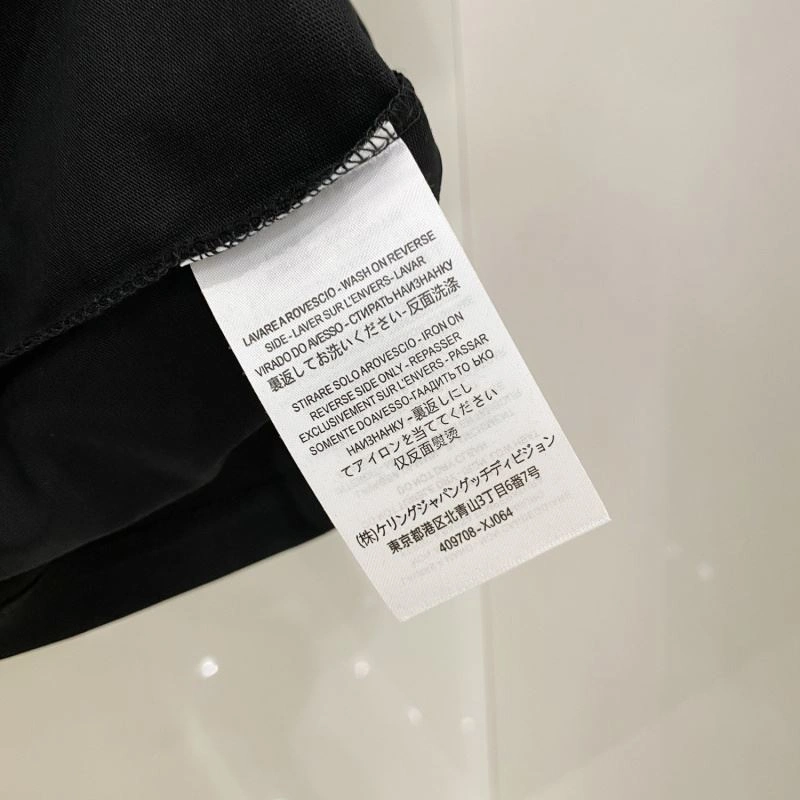 LAVARE AROVESCIO - WASH ON REVERSE
SIDE - LAVER SUR L'ENVERS - LAVAR
VIRADO DO AVESSO - СТИРАТЬ НАИЗНАНКУ
裏返してお洗いください - 反面洗涤
STIRARE SOLO AROVESCIO - IRON ON
REVERSE SIDE ONLY - REPASSER
EXCLUSIVEMENT SUR L'ENVERS - PASSAR
SOMENTE DOAVESSO - ГААДИТЬ ТО ЬКО
НАИЗНАНКУ - 裏返しにし
てアイロンを当ててください
仅反面熨烫
(株)ケリングジャパングッチディビジョン
東京都港区北青山3丁目6番7号
409708-XJ064